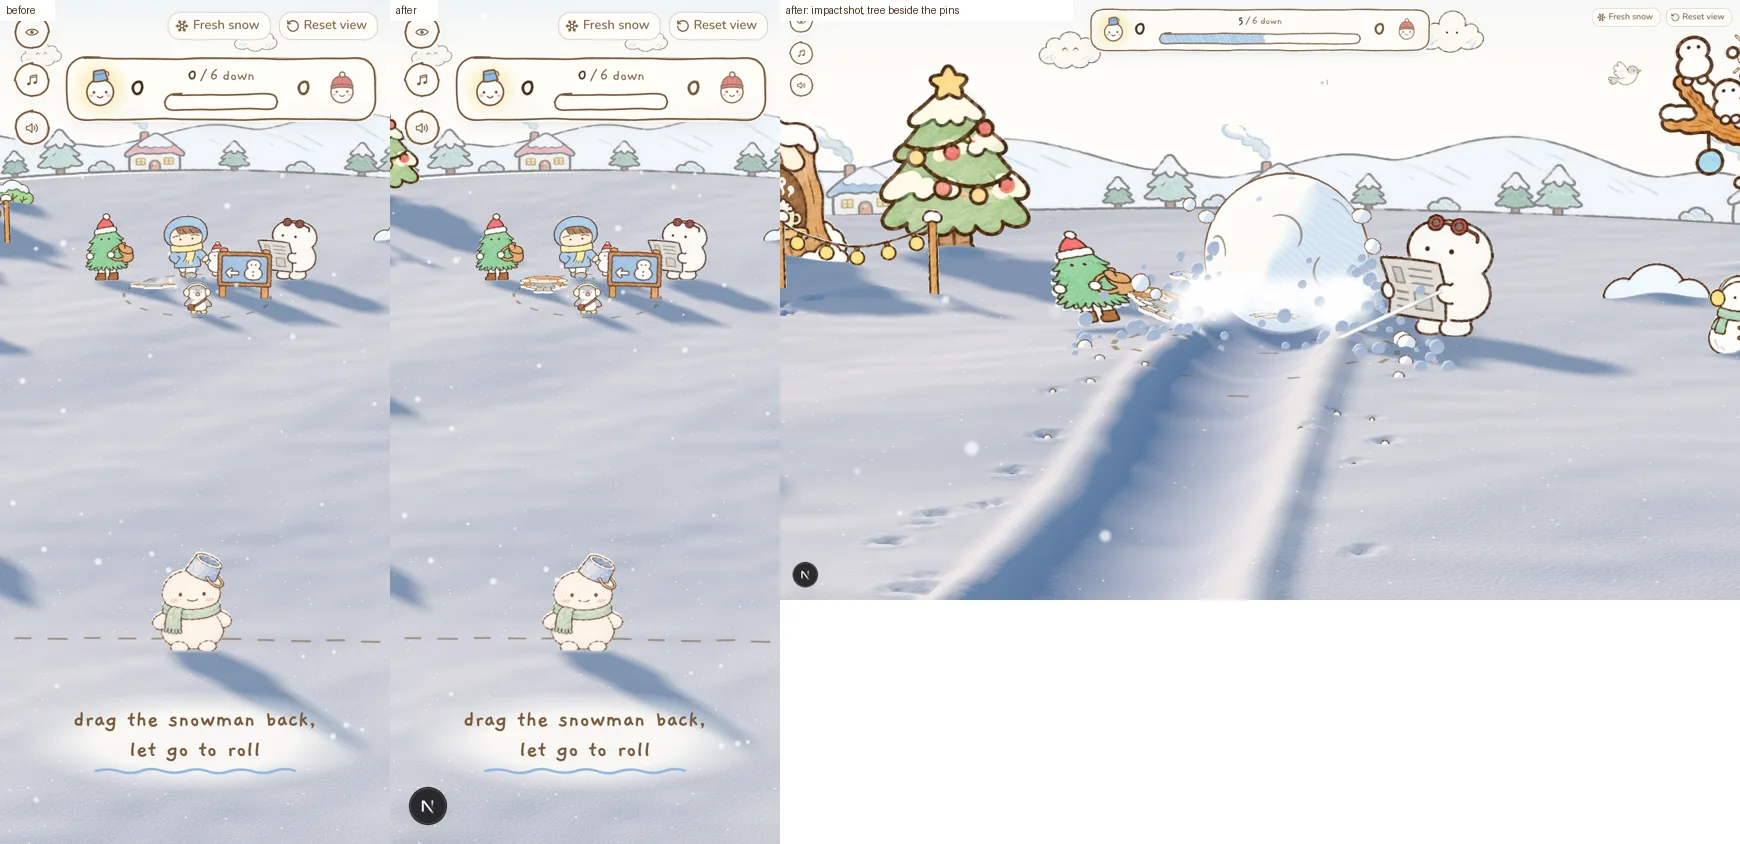 before
Fresh snow
Reset view
0
0 / 6 down
0
drag the snowman back,
let go to roll
after
Fresh snow
Reset view
0
0 / 6 down
0
drag the snowman back,
let go to roll
N
after: impact shot, tree beside the pins
0
5 / 6 down
0
Fresh snow
Reset view
+1
N